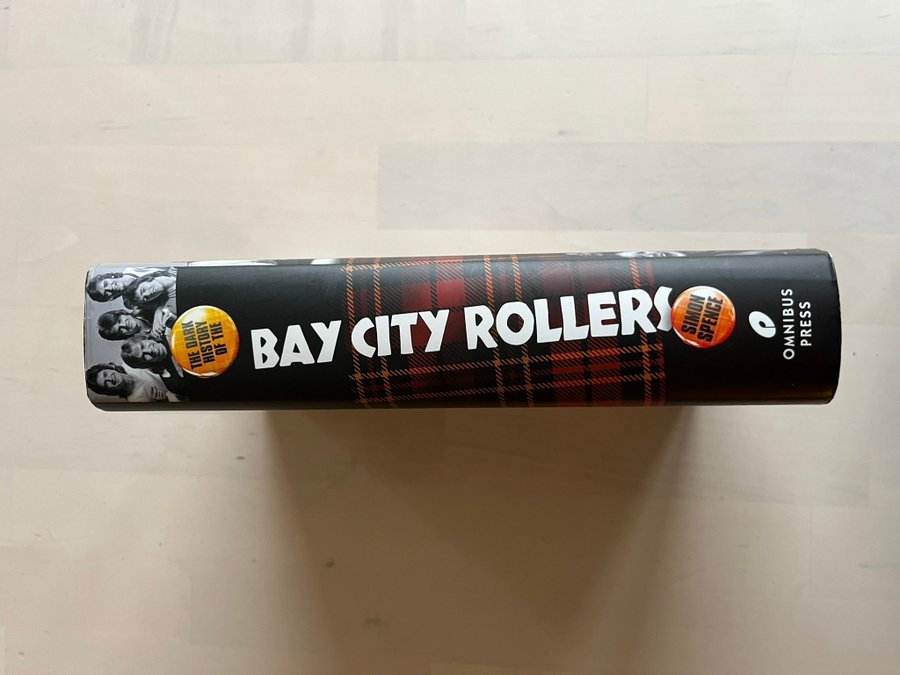 THE DARK
HISTORY
OF THE
BAY CITY ROLLERS
SIMON
SPENCE
OMNIBUS
PRESS